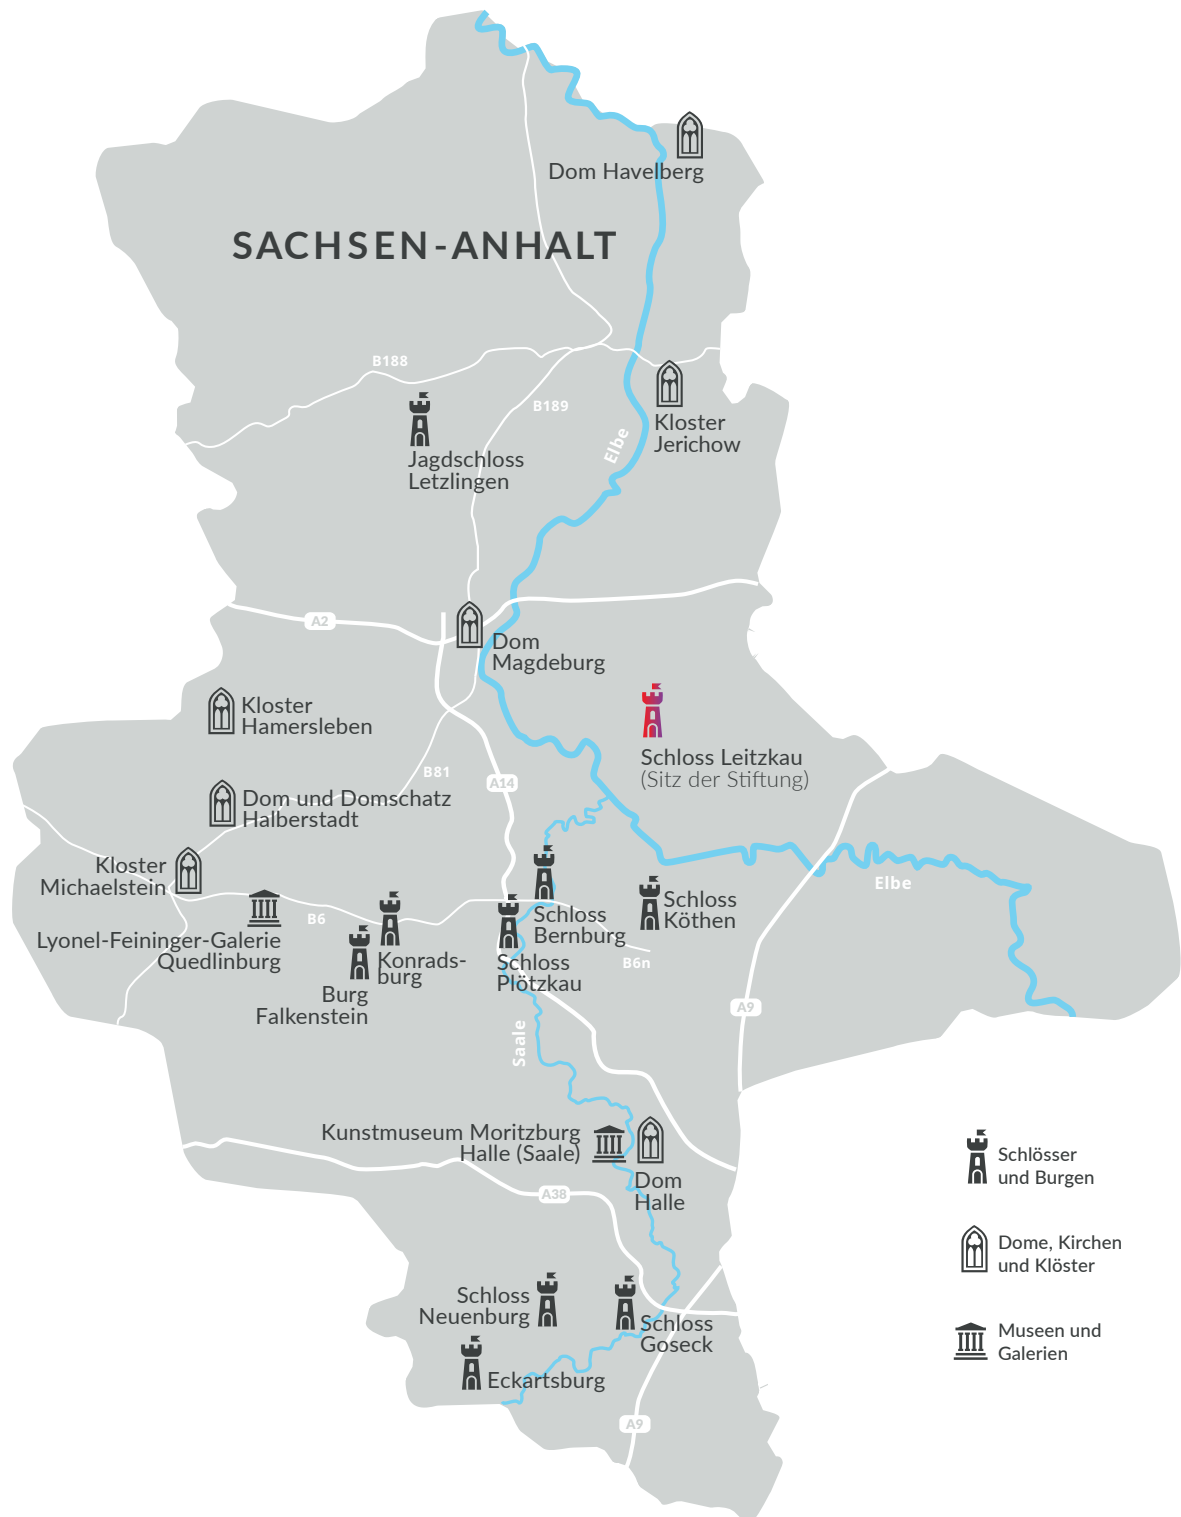 Dom Havelberg
SACHSEN-ANHALT
B188
B189
Kloster
Jerichow
Elbe
Jagdschloss
Letzlingen
A2
Dom
Magdeburg
Kloster
Hamersleben
Schloss Leitzkau
(Sitz der Stiftung)
B81
A14
Dom und Domschatz
Halberstadt
Kloster
Michaelstein
Elbe
Schloss
Köthen
B6
Schloss
Bernburg
Lyonel-Feininger-Galerie
Quedlinburg
Konrads-
burg
Schloss
Plötzkau
B6n
Burg
Falkenstein
A9
Saale
Kunstmuseum Moritzburg
Halle (Saale)
Dom
Halle
A38
Schloss
Neuenburg
Schloss
Goseck
Eckartsburg
A9
Schlösser
und Burgen
Dome, Kirchen
und Klöster
Museen und
Galerien